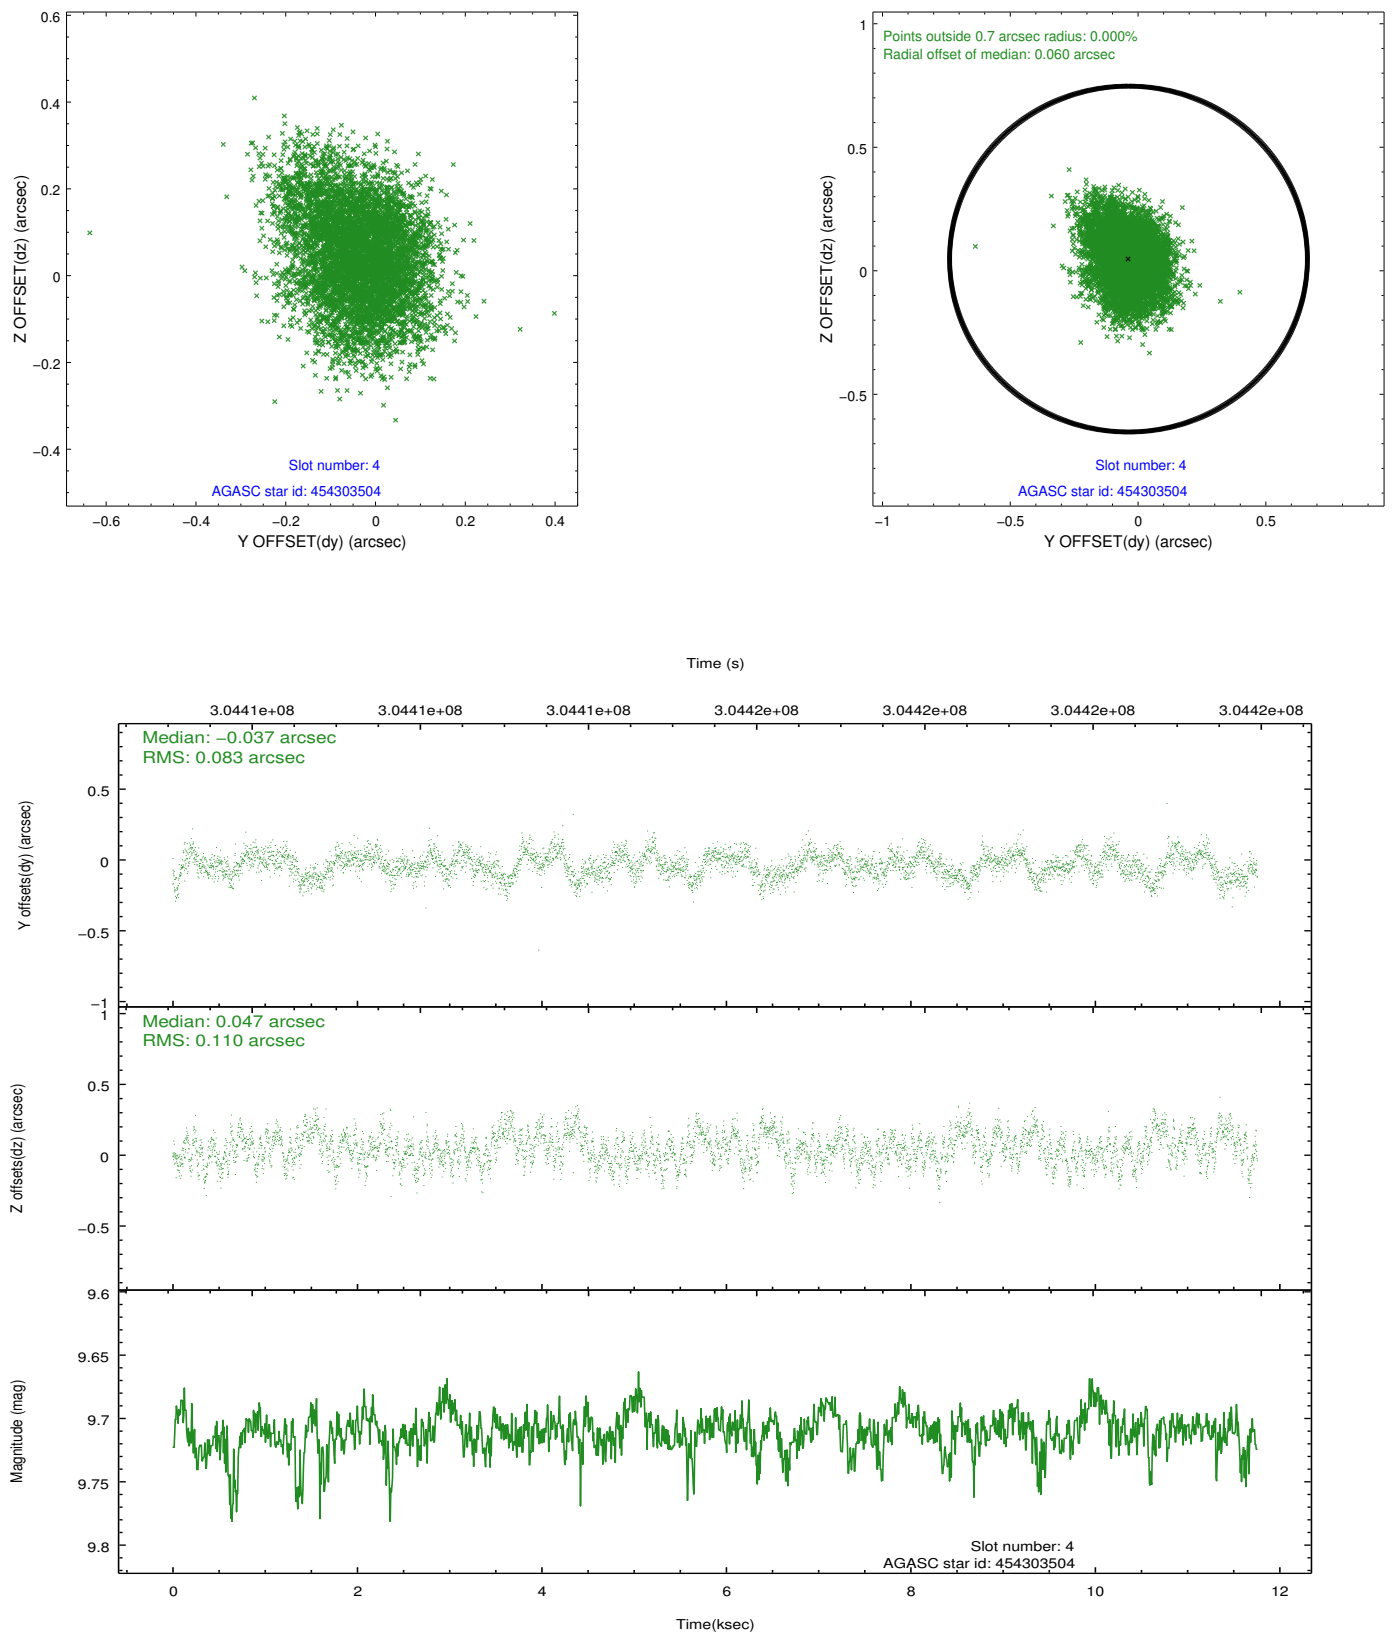 0.6
0.4
0.2
0
−0.2
−0.4
−0.6
−0.4
−0.2
0
0.2
0.4
Z OFFSET(dz) (arcsec)
Y OFFSET(dy) (arcsec)
Slot number: 4
AGASC star id: 454303504
Points outside 0.7 arcsec radius: 0.000%
Radial offset of median: 0.060 arcsec
1
0.5
0
−0.5
−1
−0.5
0
0.5
Z OFFSET(dz) (arcsec)
Y OFFSET(dy) (arcsec)
Slot number: 4
AGASC star id: 454303504
Time (s)
3.0441e+08 3.0441e+08 3.0441e+08 3.0442e+08 3.0442e+08 3.0442e+08 3.0442e+08
Median: −0.037 arcsec
RMS: 0.083 arcsec
0.5
0
−0.5
−1
Y offsets(dy) (arcsec)
Median: 0.047 arcsec
RMS: 0.110 arcsec
1
0.5
0
−0.5
Z offsets(dz) (arcsec)
9.6
9.65
9.7
9.75
9.8
Magnitude (mag)
Slot number: 4
AGASC star id: 454303504
0 2 4 6 8 10 12
Time(ksec)